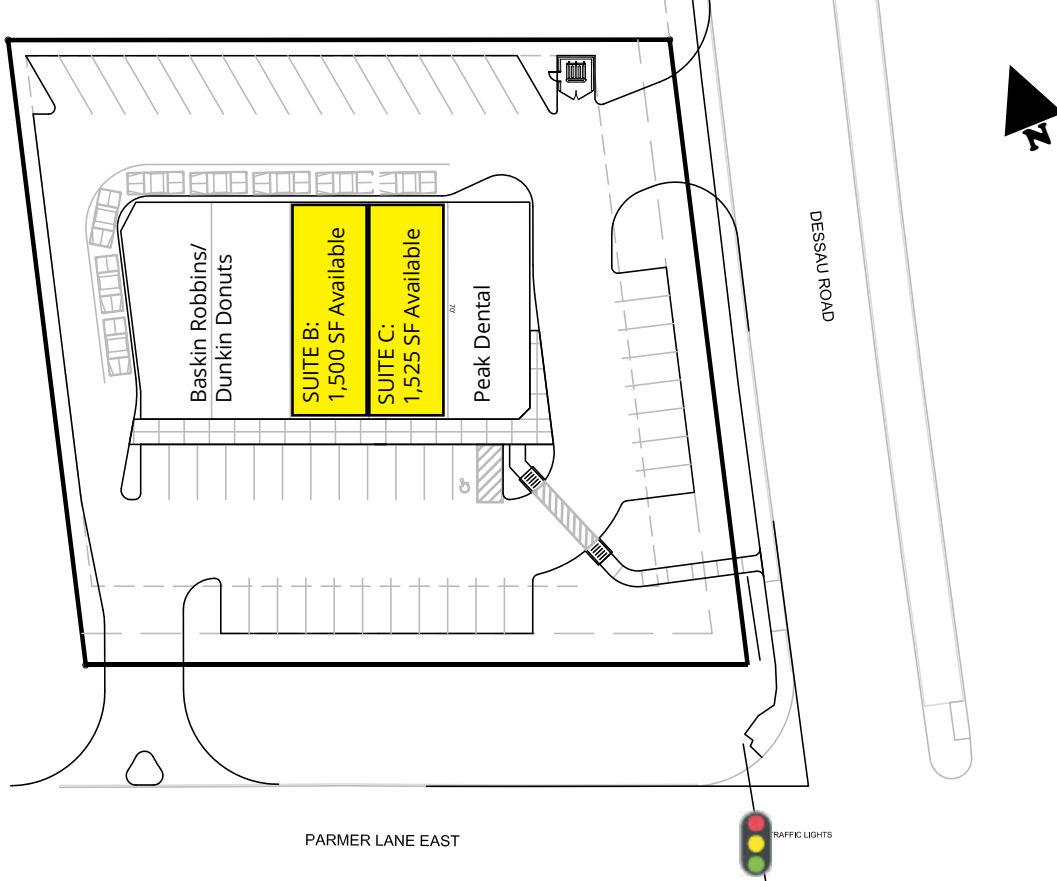 Baskin Robbins/
Dunkin Donuts
SUITE B:
1,500 SF Available
SUITE C:
1,525 SF Available
70'
Peak Dental
DESSAU ROAD
N
PARMER LANE EAST
TRAFFIC LIGHTS